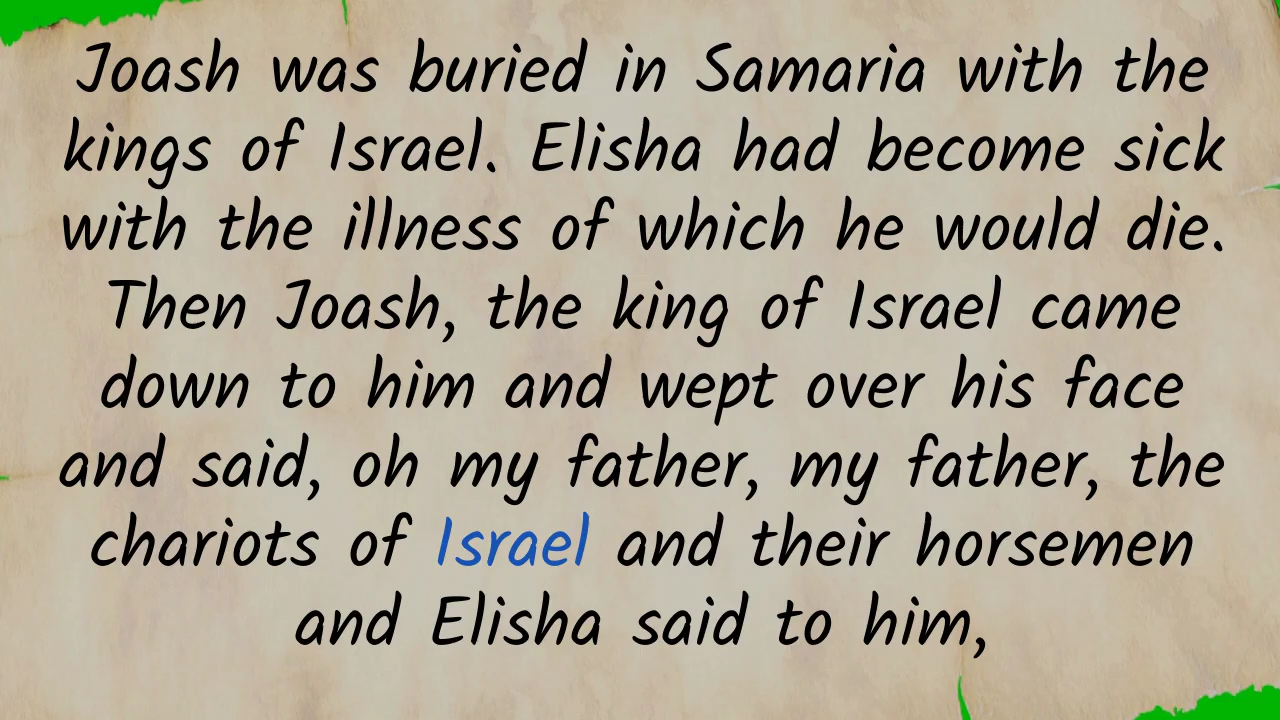 Joash was buried in Samaria with the
kings of Israel. Elisha had become sick
with the illness of which he would die.
Then Joash, the king of Israel came
down to him and wept over his face
and said, oh my father, my father, the
chariots of Israel and their horsemen
and Elisha said to him,